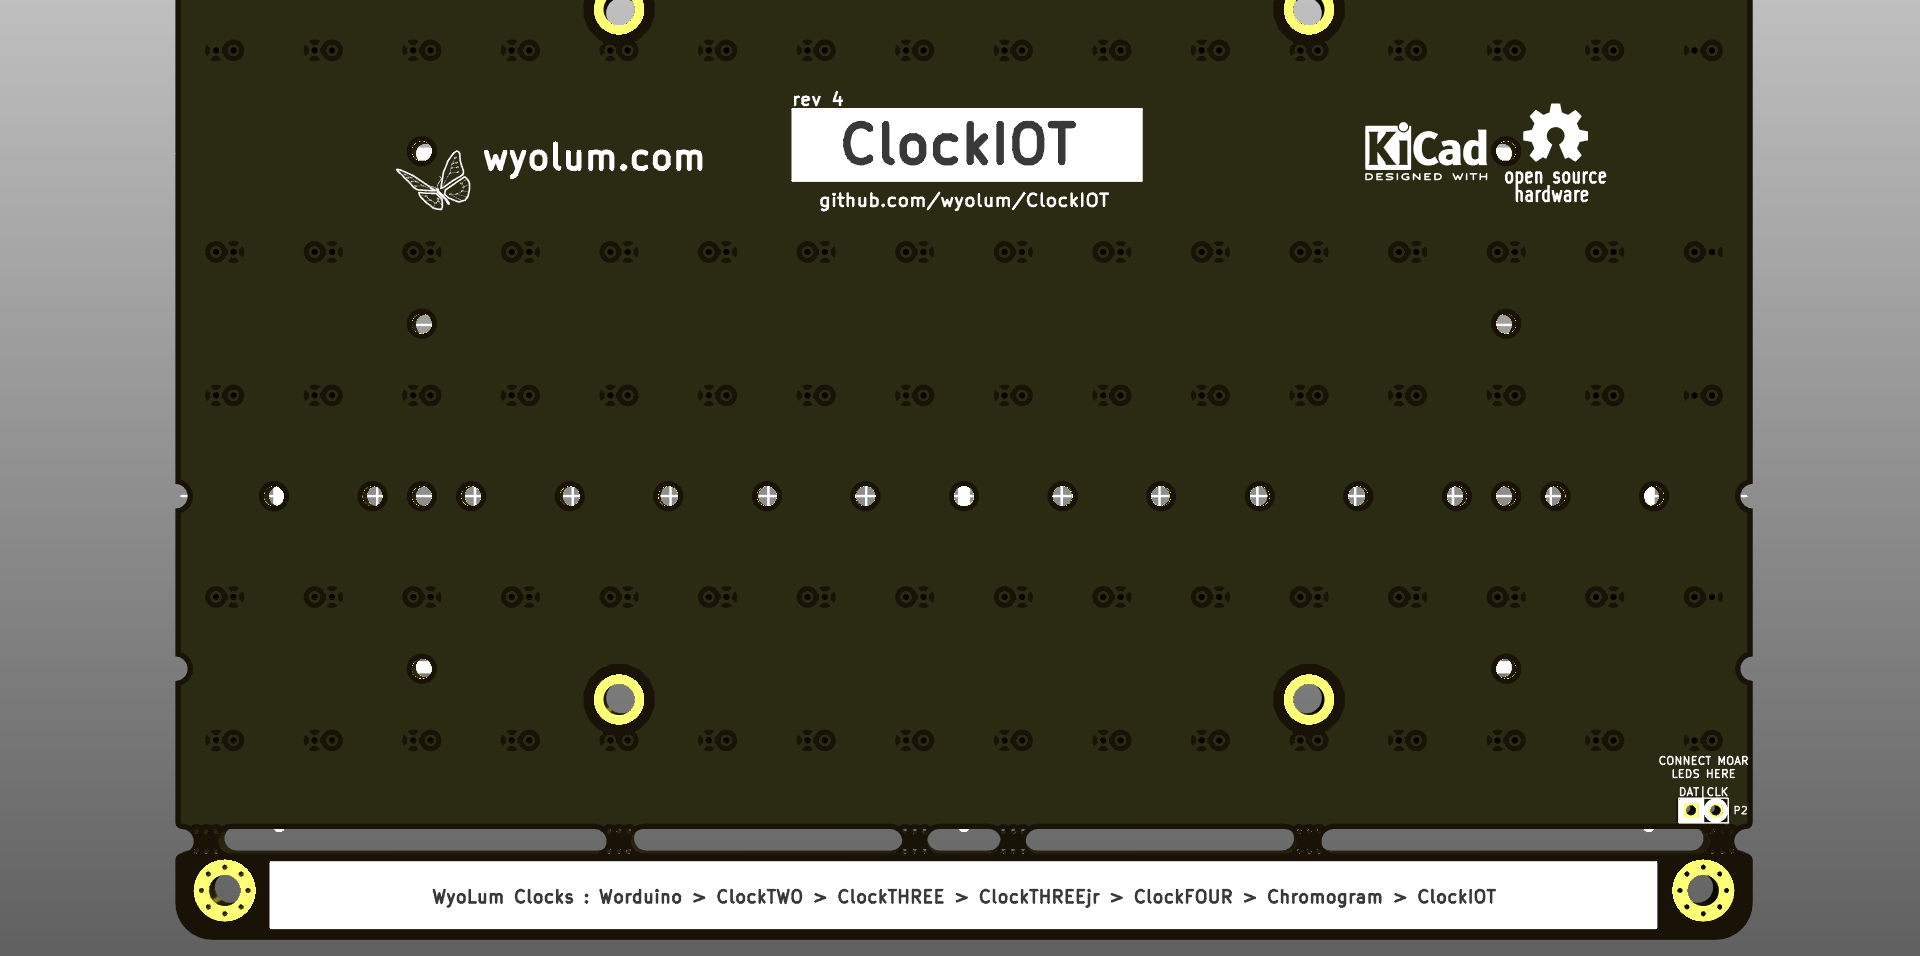 rev 4
ClockIOT
github.com/wyolum/ClockIOT
wyolum.com
KiCad
DESIGNED WITH
open source
hardware
CONNECT MOAR
LEDS HERE
DAT|CLK
P2
WyoLum Clocks : Worduino > ClockTWO > ClockTHREE > ClockTHREEjr > ClockFOUR > Chromogram > ClockIOT